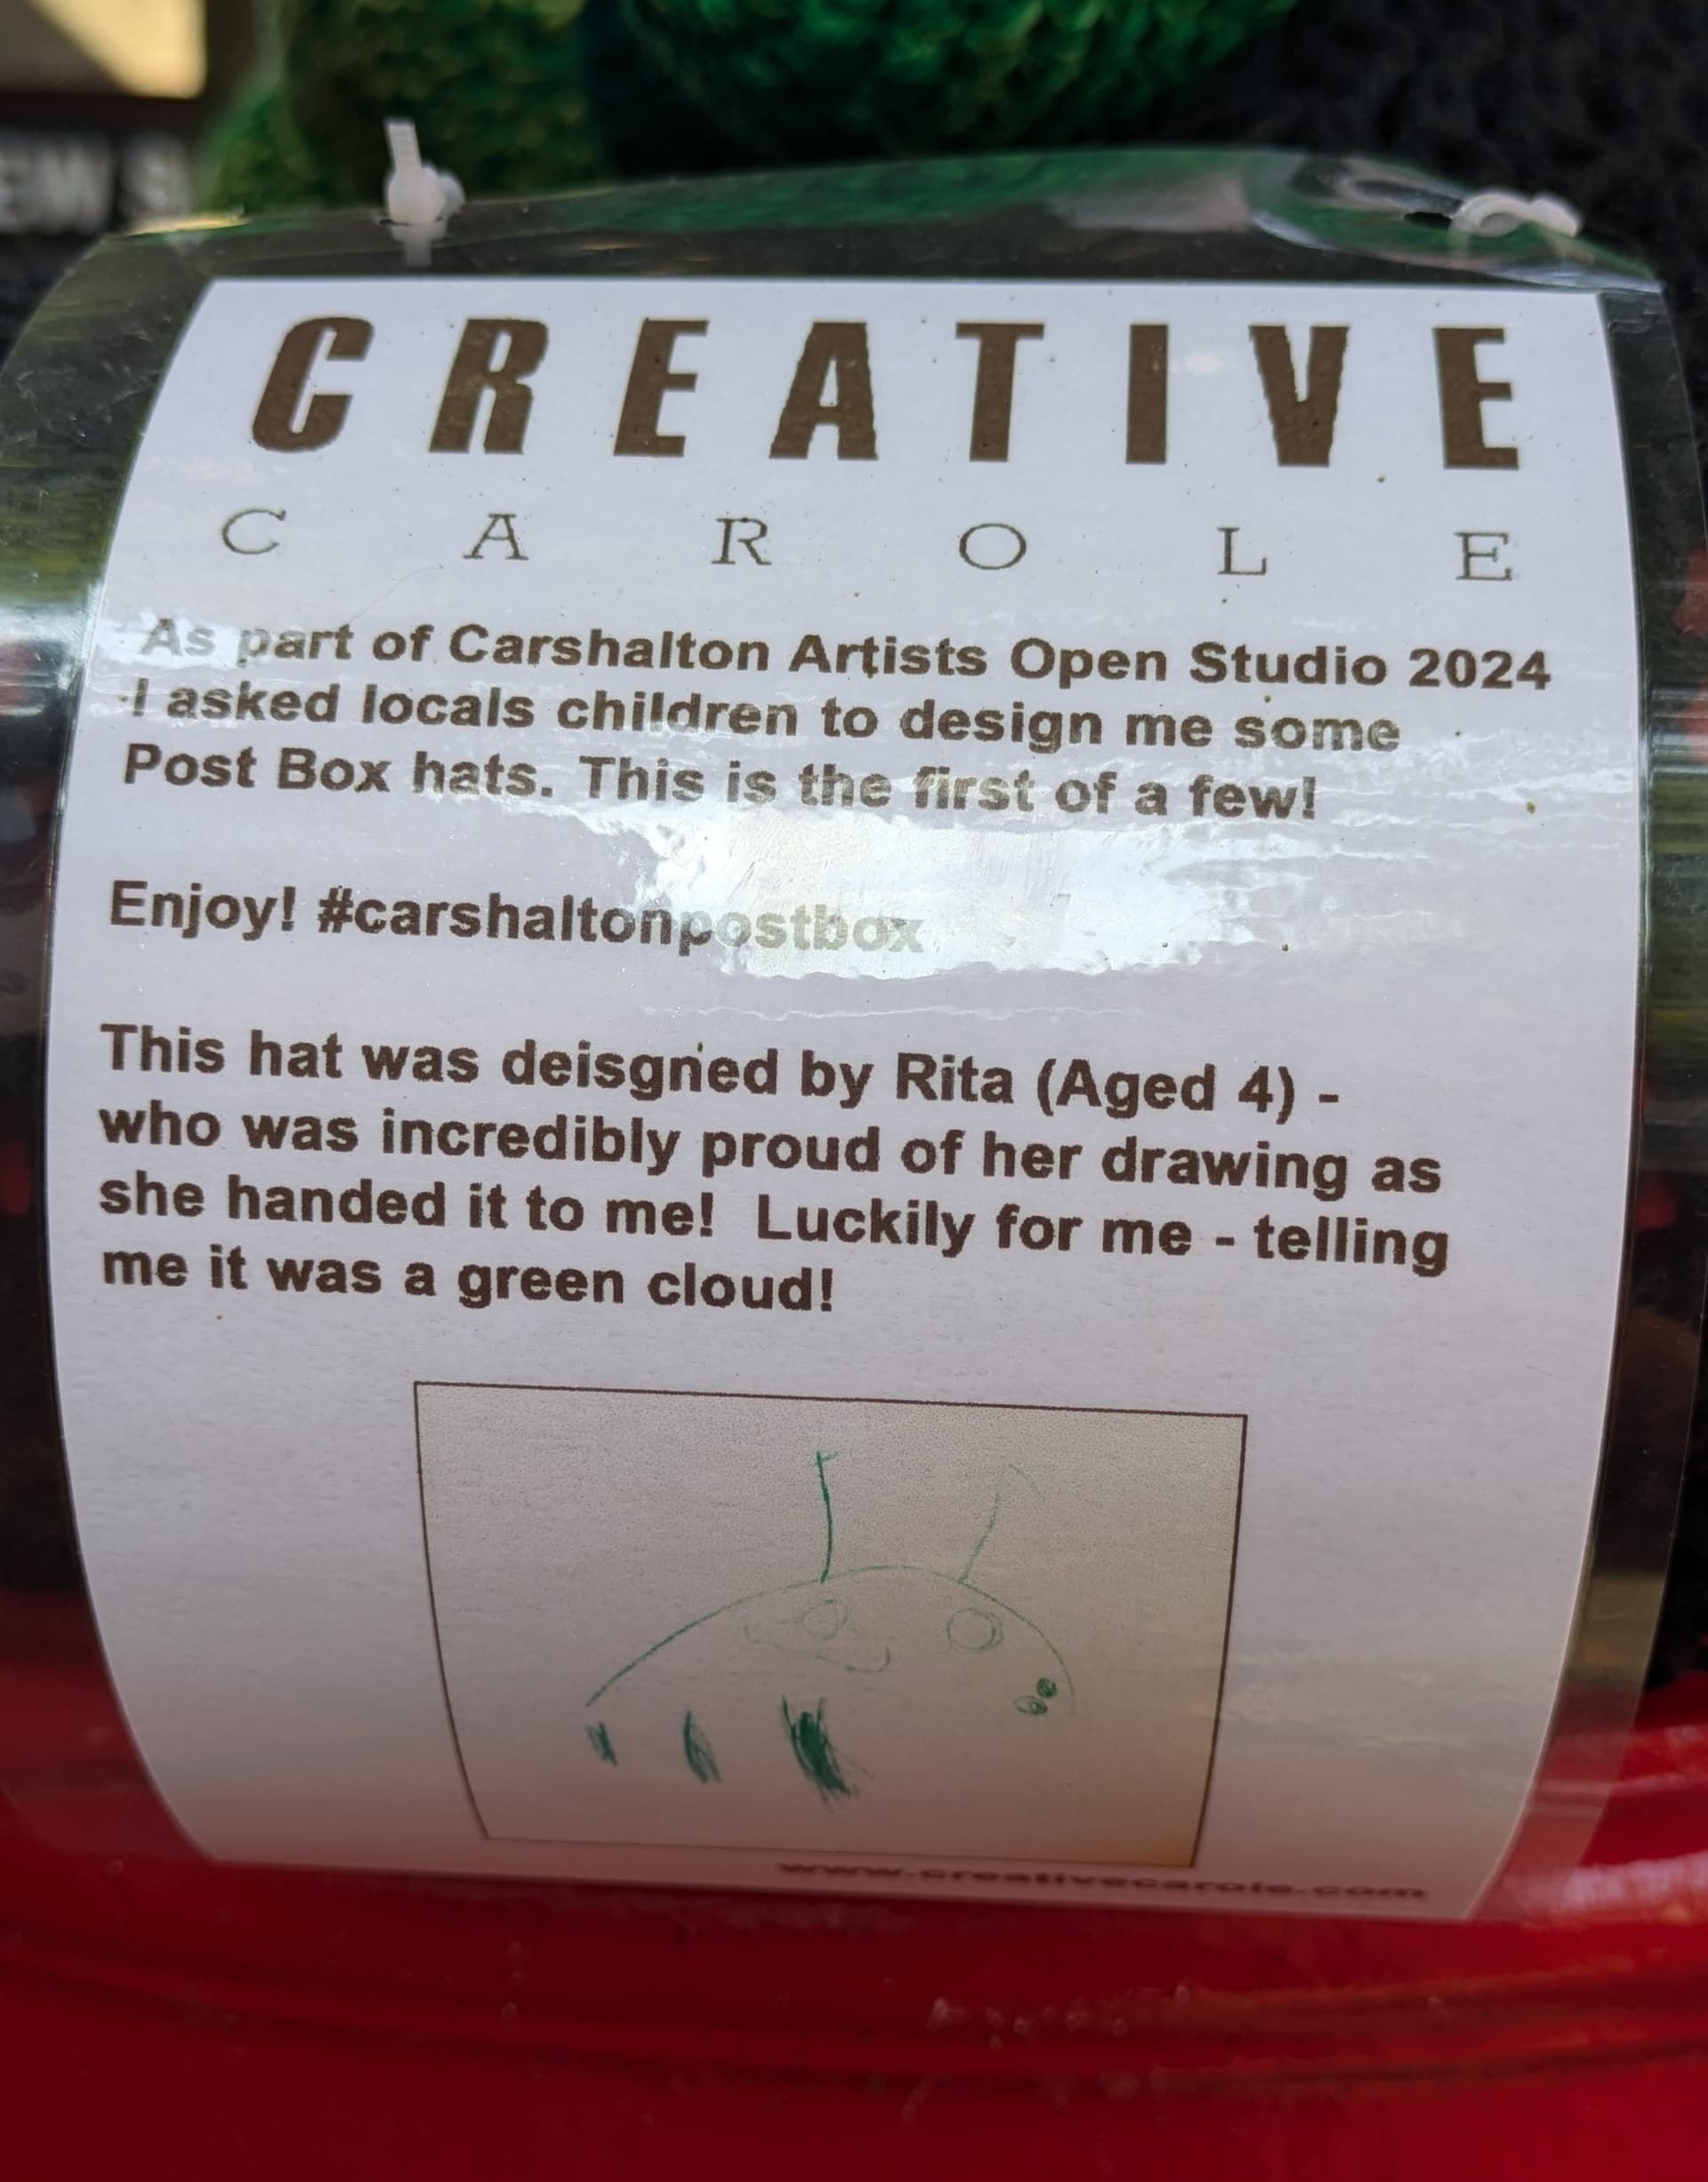 EWS
CREATIVE
CAROLE
As part of Carshalton Artists Open Studio 2024
I asked locals children to design me some
Post Box hats. This is the first of a few!
Enjoy! #carshaltonpostbox
This hat was deisgned by Rita (Aged 4) -
who was incredibly proud of her drawing as
she handed it to me!  Luckily for me - telling
me it was a green cloud!
www.creativecarole.com